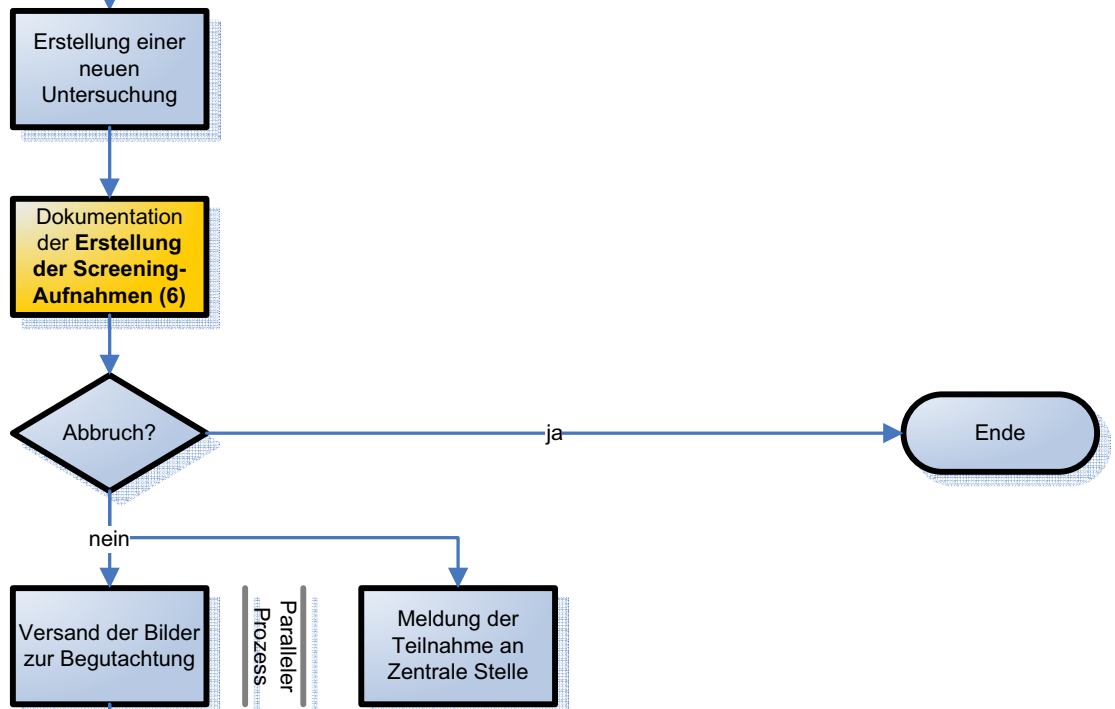 Erstellung einer
neuen
Untersuchung
Dokumentation
der Erstellung
der Screening-
Aufnahmen (6)
Abbruch?
ja
Ende
nein
Versand der Bilder
zur Begutachtung
Paralleler
Prozess
Meldung der
Teilnahme an
Zentrale Stelle